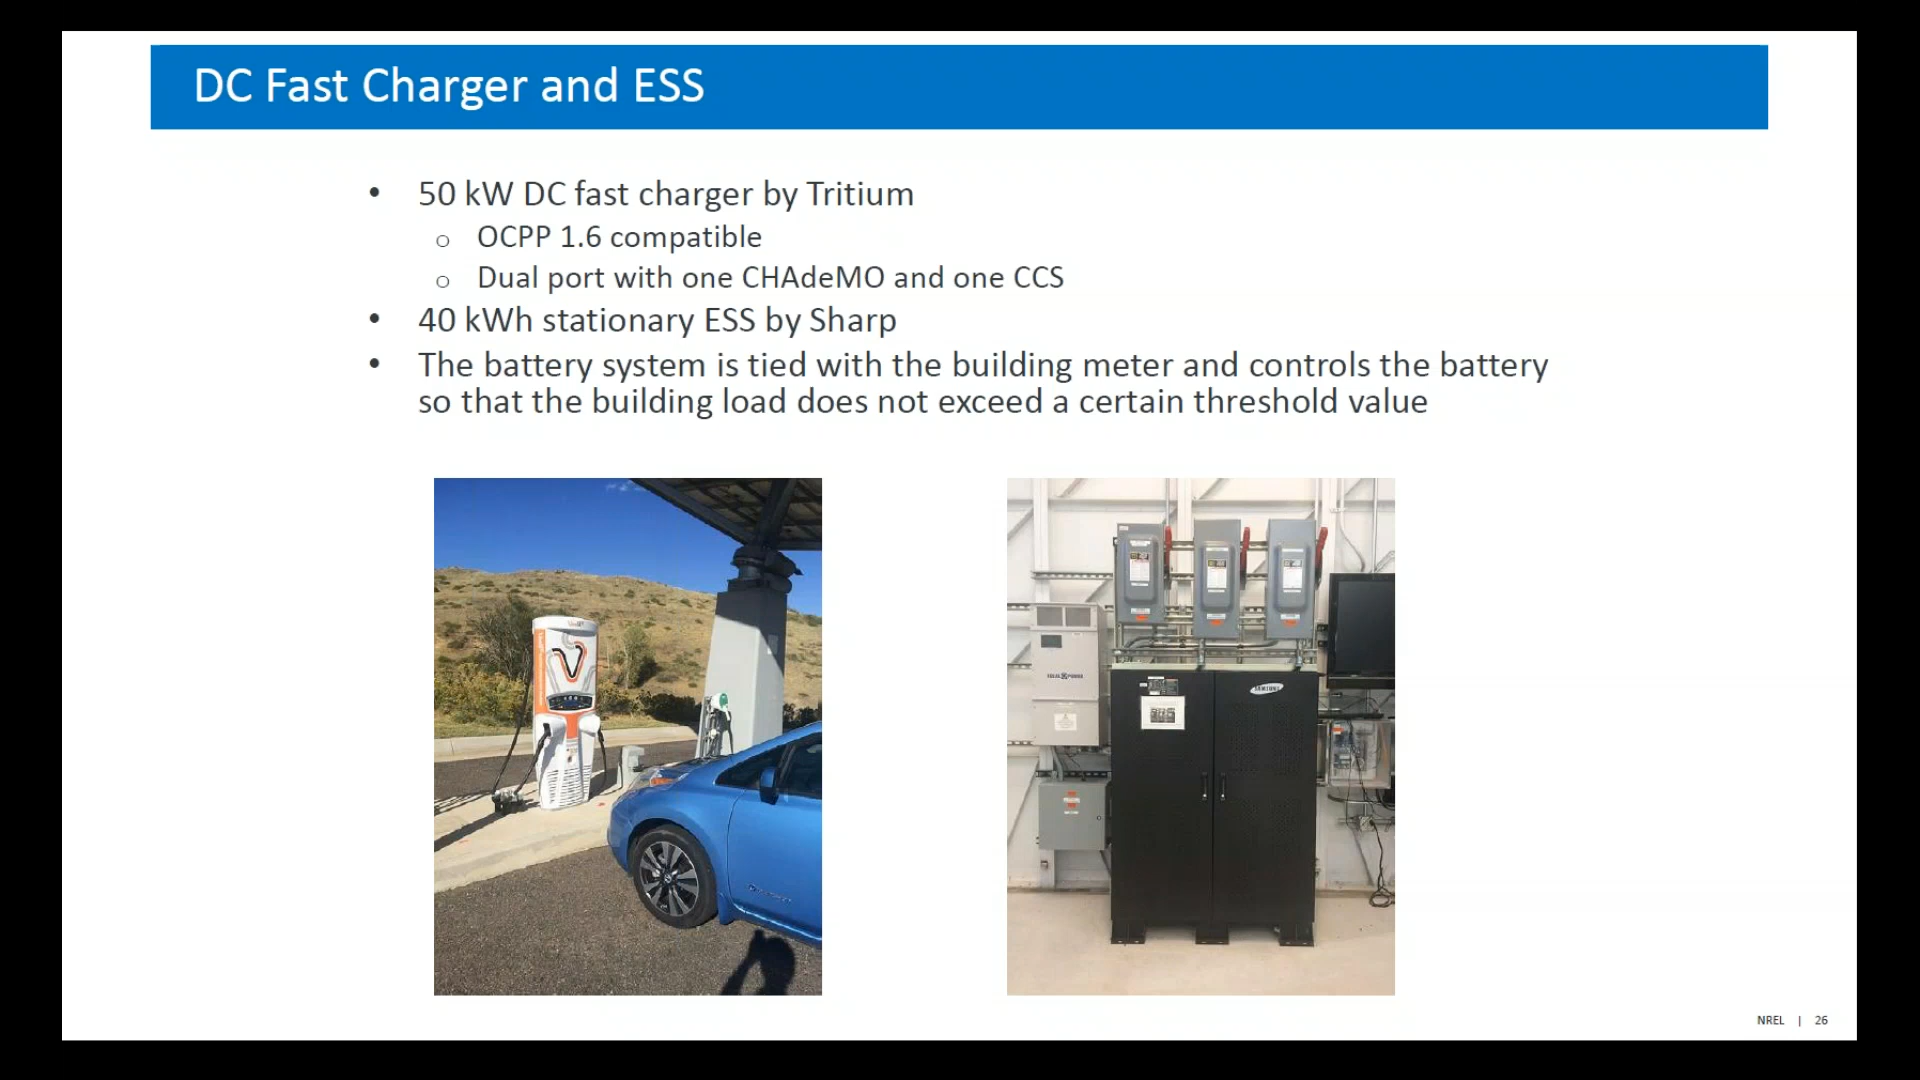 DC Fast Charger and ESS
• 50 kW DC fast charger by Tritium
o OCPP 1.6 compatible
o Dual port with one CHAdeMO and one CCS
• 40 kWh stationary ESS by Sharp
• The battery system is tied with the building meter and controls the battery
so that the building load does not exceed a certain threshold value
SAMSUNG
NREL | 26